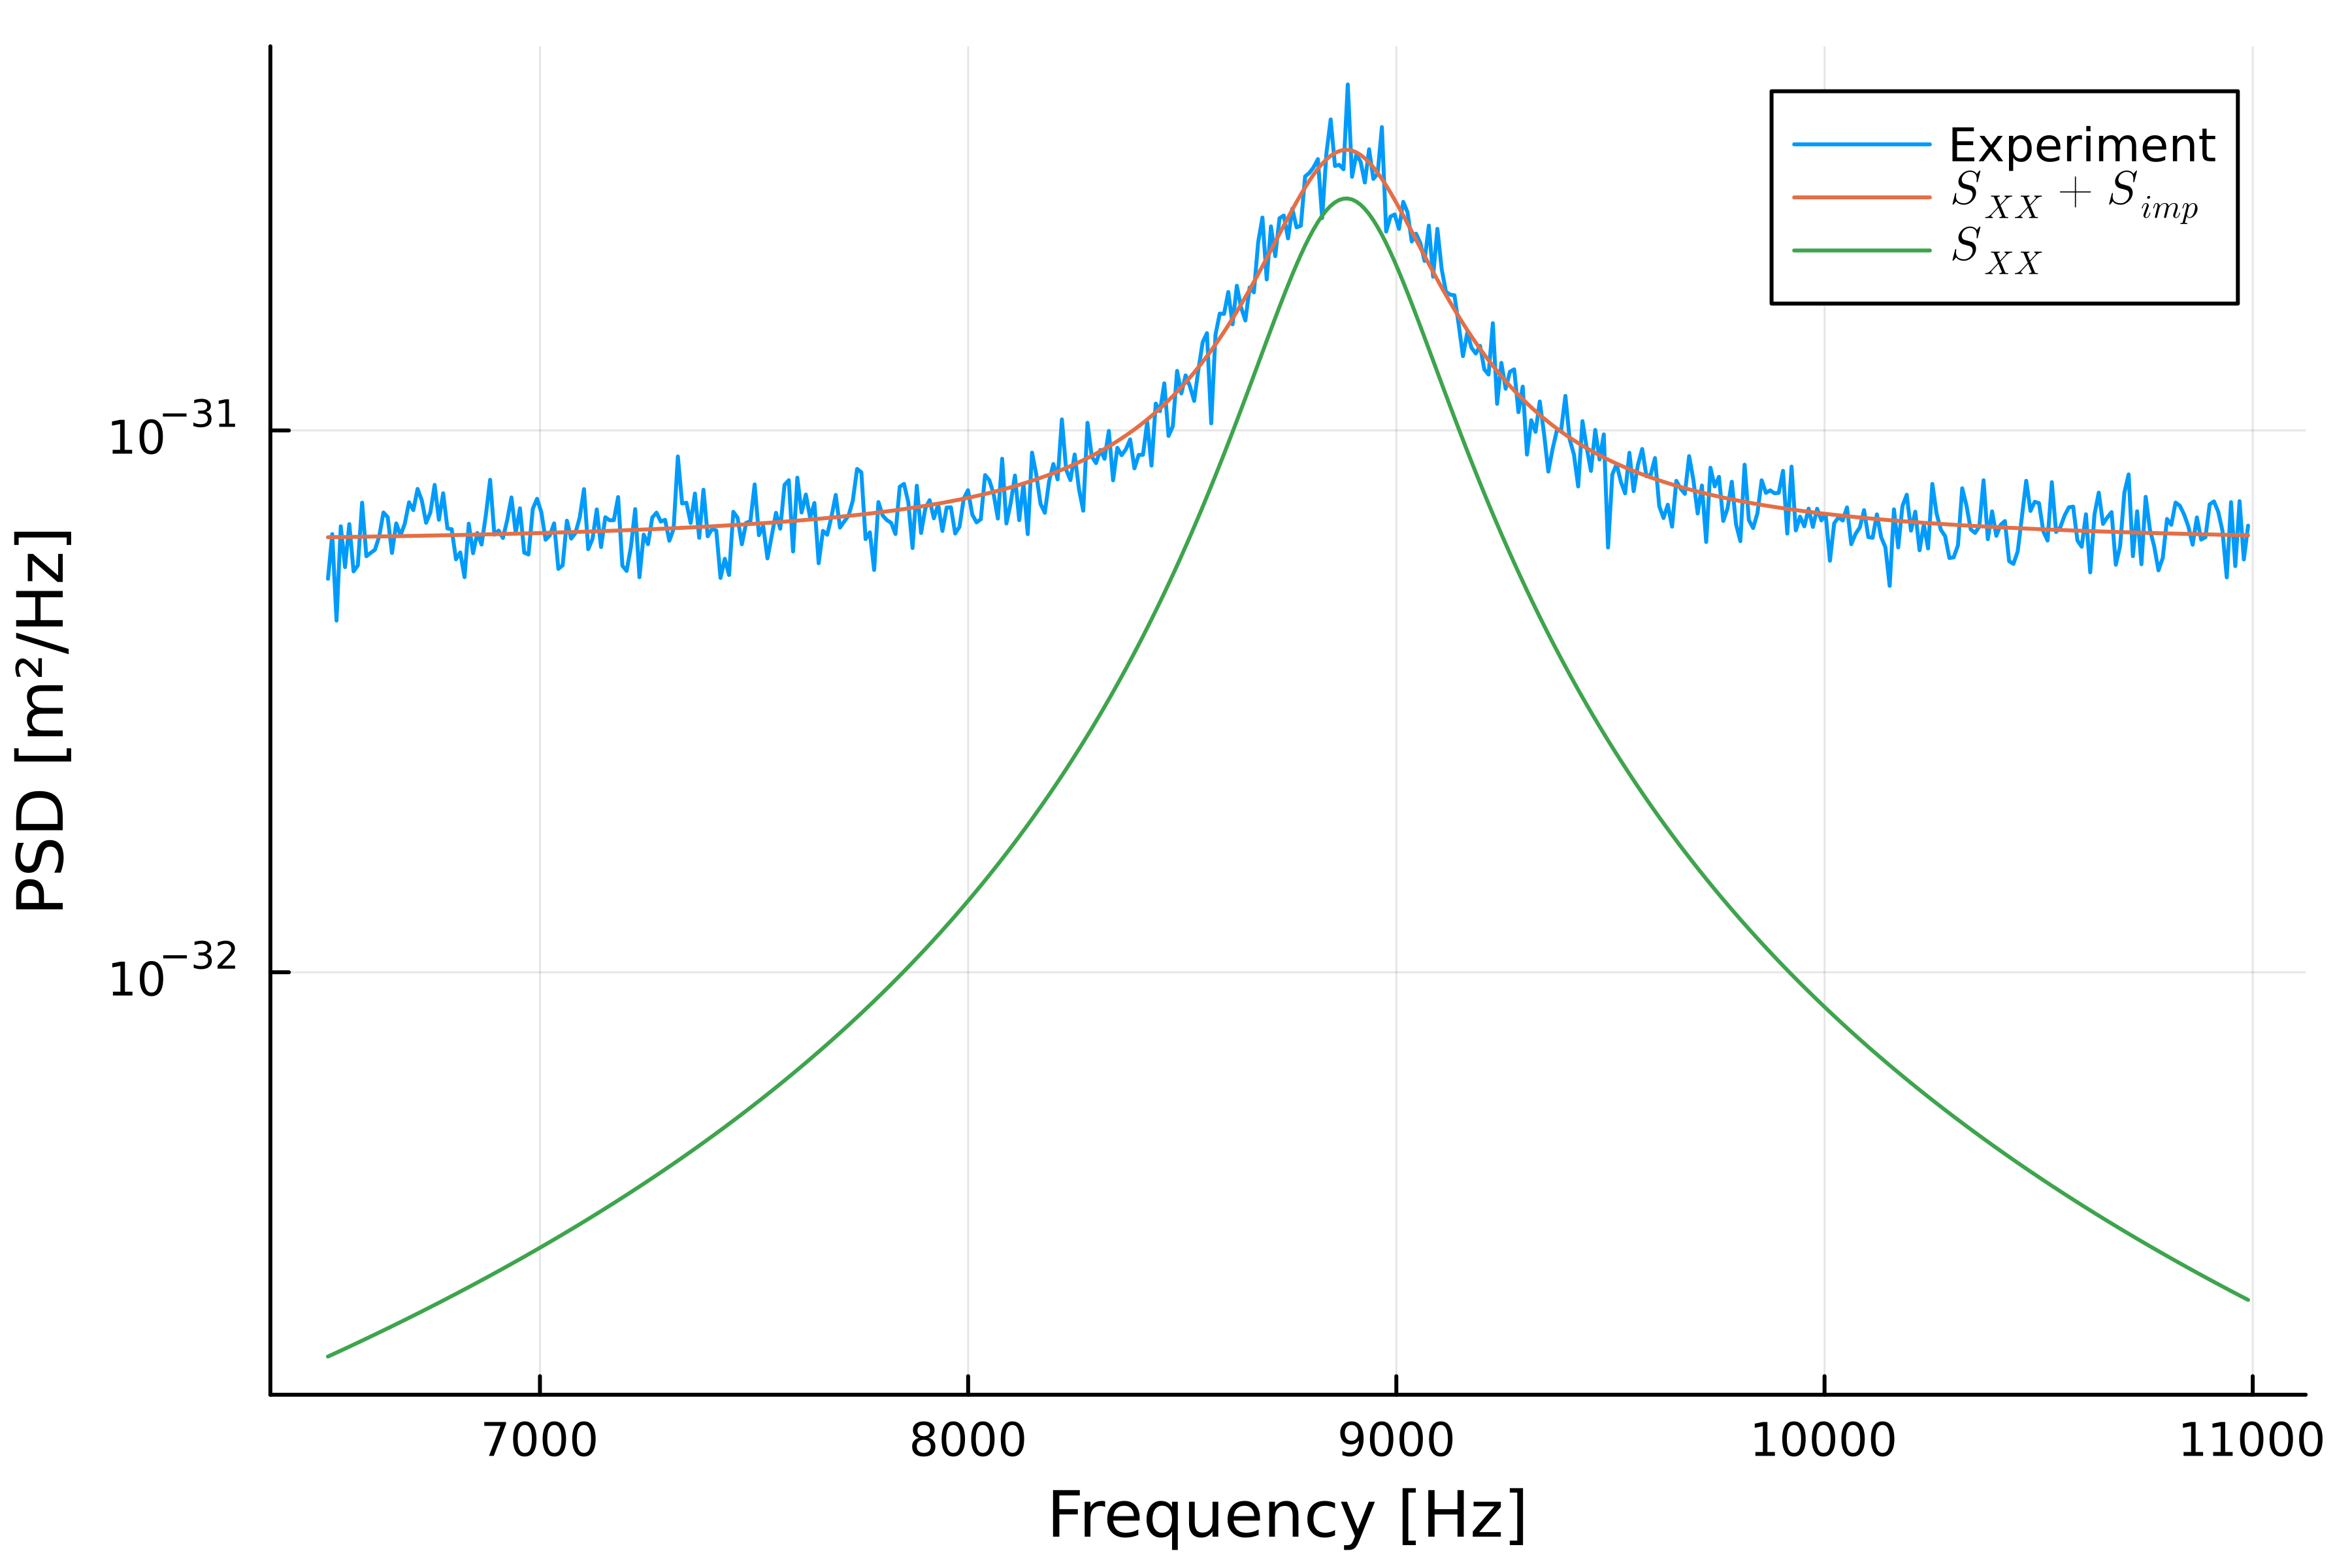 Experiment
S_XX + S_imp
S_XX
10⁻³¹
10⁻³²
PSD [m²/Hz]
7000 8000 9000 10000 11000
Frequency [Hz]